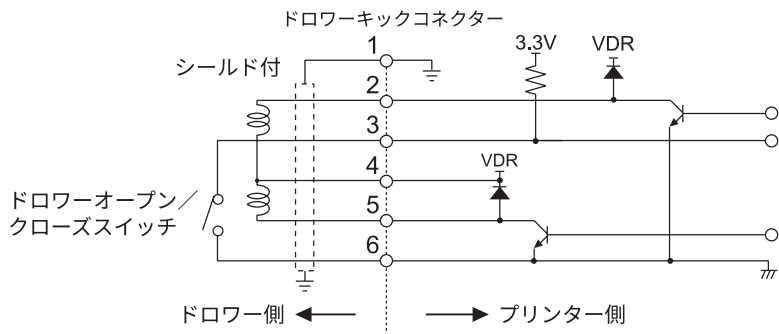 ドロワーキックコネクター
1
3.3V
VDR
シールド付
2
3
4
VDR
ドロワーオープン／
クローズスイッチ
5
6
ドロワー側
プリンター側